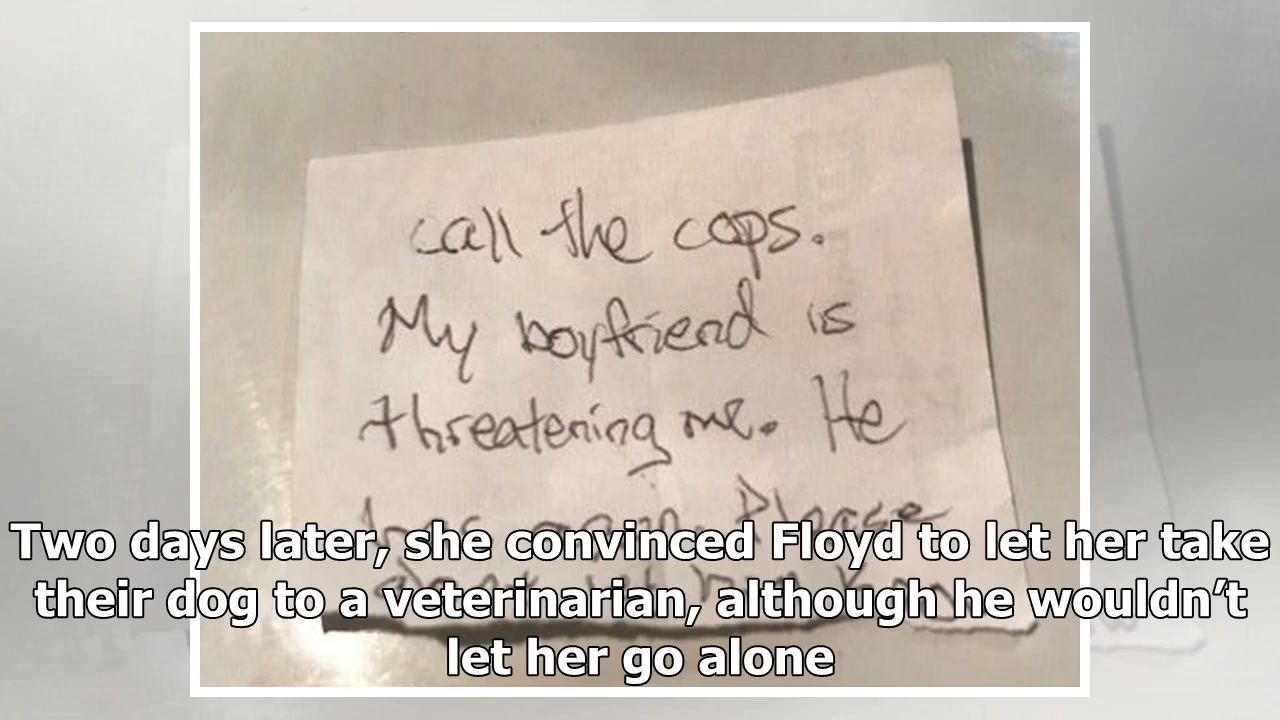 call the cops.
My boyfriend is
threatening me. He
Please
Two days later, she convinced Floyd to let her take
their dog to a veterinarian, although he wouldn’t
let her go alone